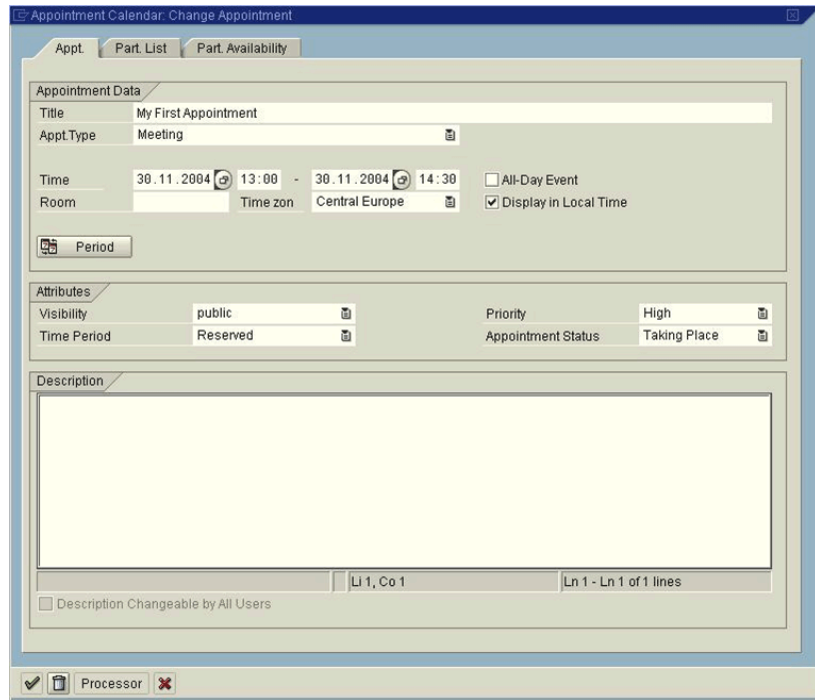 Appointment Calendar: Change Appointment
Appt. Part. List Part. Availability
Appointment Data
Title My First Appointment
Appt.Type Meeting
Time 30.11.2004 13:00 - 30.11.2004 14:30 All-Day Event
Room Time zon Central Europe Display in Local Time
Period
Attributes
Visibility public Priority High
Time Period Reserved Appointment Status Taking Place
Description
Li 1, Co 1 Ln 1 - Ln 1 of 1 lines
Description Changeable by All Users
Processor